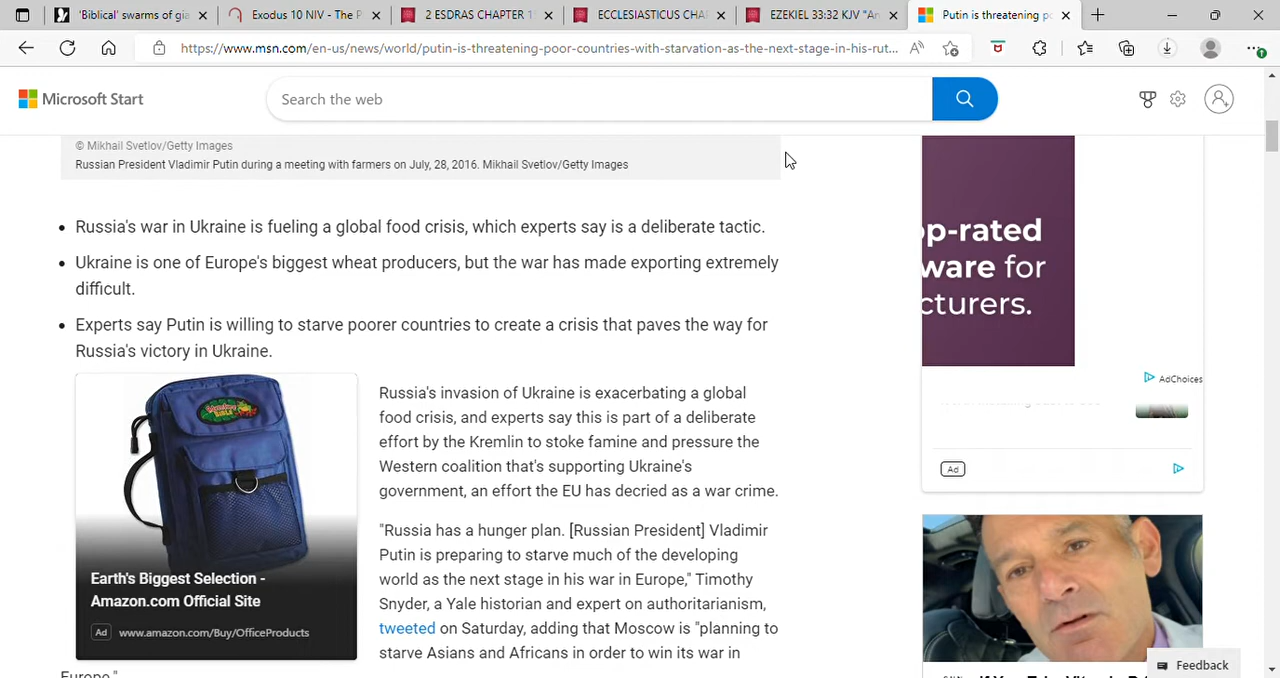 'Biblical' swarms of gia
Exodus 10 NIV - The P
2 ESDRAS CHAPTER 1
ECCLESIASTICUS CHA
EZEKIEL 33:32 KJV "An
Putin is threatening po
https://www.msn.com/en-us/news/world/putin-is-threatening-poor-countries-with-starvation-as-the-next-stage-in-his-rut...
Microsoft Start
Search the web
© Mikhail Svetlov/Getty Images
Russian President Vladimir Putin during a meeting with farmers on July, 28, 2016. Mikhail Svetlov/Getty Images
• Russia's war in Ukraine is fueling a global food crisis, which experts say is a deliberate tactic.
• Ukraine is one of Europe's biggest wheat producers, but the war has made exporting extremely
difficult.
• Experts say Putin is willing to starve poorer countries to create a crisis that paves the way for
Russia's victory in Ukraine.
Earth's Biggest Selection -
Amazon.com Official Site
Ad www.amazon.com/Buy/OfficeProducts
Russia's invasion of Ukraine is exacerbating a global
food crisis, and experts say this is part of a deliberate
effort by the Kremlin to stoke famine and pressure the
Western coalition that's supporting Ukraine's
government, an effort the EU has decried as a war crime.
"Russia has a hunger plan. [Russian President] Vladimir
Putin is preparing to starve much of the developing
world as the next stage in his war in Europe," Timothy
Snyder, a Yale historian and expert on authoritarianism,
tweeted on Saturday, adding that Moscow is "planning to
starve Asians and Africans in order to win its war in
Europe."
op-rated
ware for
cturers.
AdChoices
Ad
Feedback